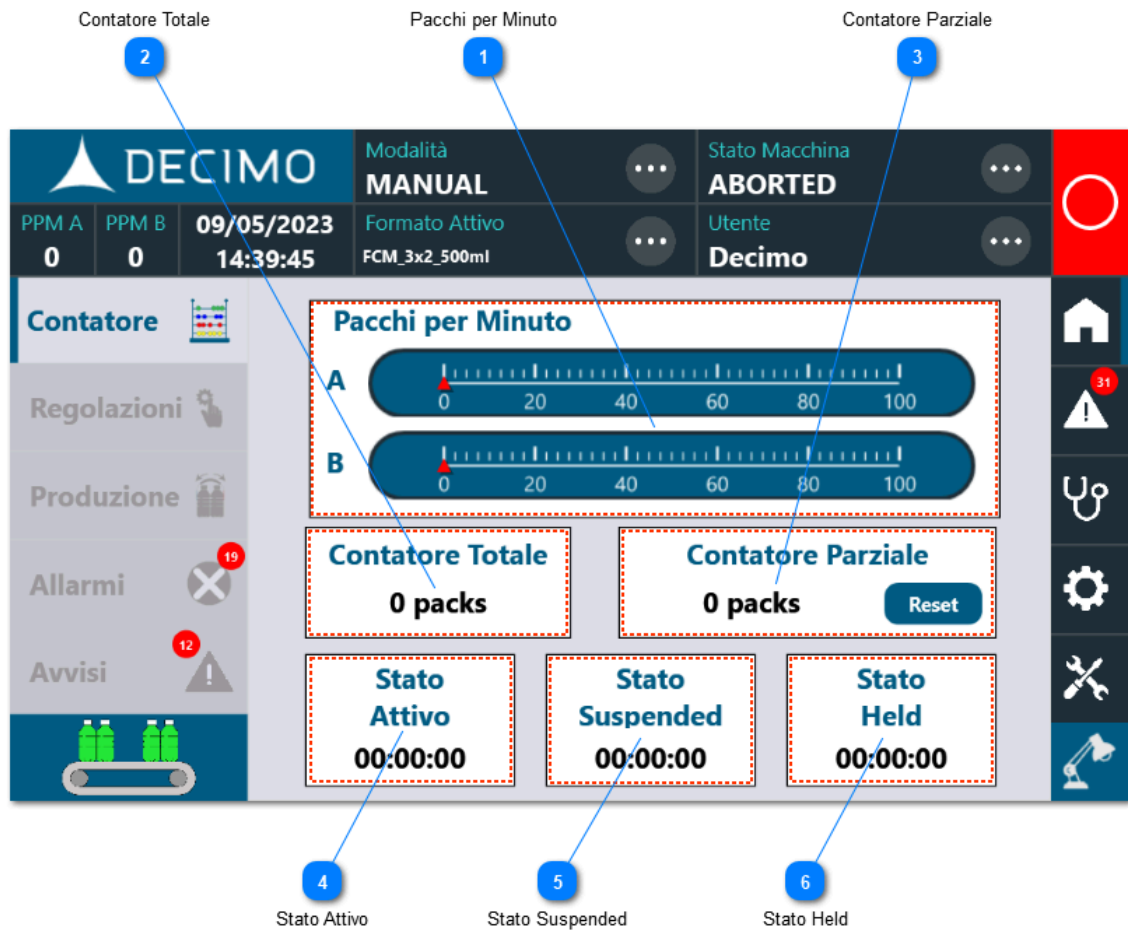 Contatore Totale
Pacchi per Minuto
Contatore Parziale
2
1
3
DECIMO
Modalità
MANUAL
Stato Macchina
ABORTED
PPM A
0
PPM B
0
09/05/2023
14:39:45
Formato Attivo
FCM_3x2_500ml
Utente
Decimo
Contatore
Regolazioni
Produzione
Allarmi
19
Avvisi
12
Pacchi per Minuto
A
0 20 40 60 80 100
B
0 20 40 60 80 100
Contatore Totale
0 packs
Contatore Parziale
0 packs
Reset
Stato
Attivo
00:00:00
Stato
Suspended
00:00:00
Stato
Held
00:00:00
31
4
5
6
Stato Attivo
Stato Suspended
Stato Held